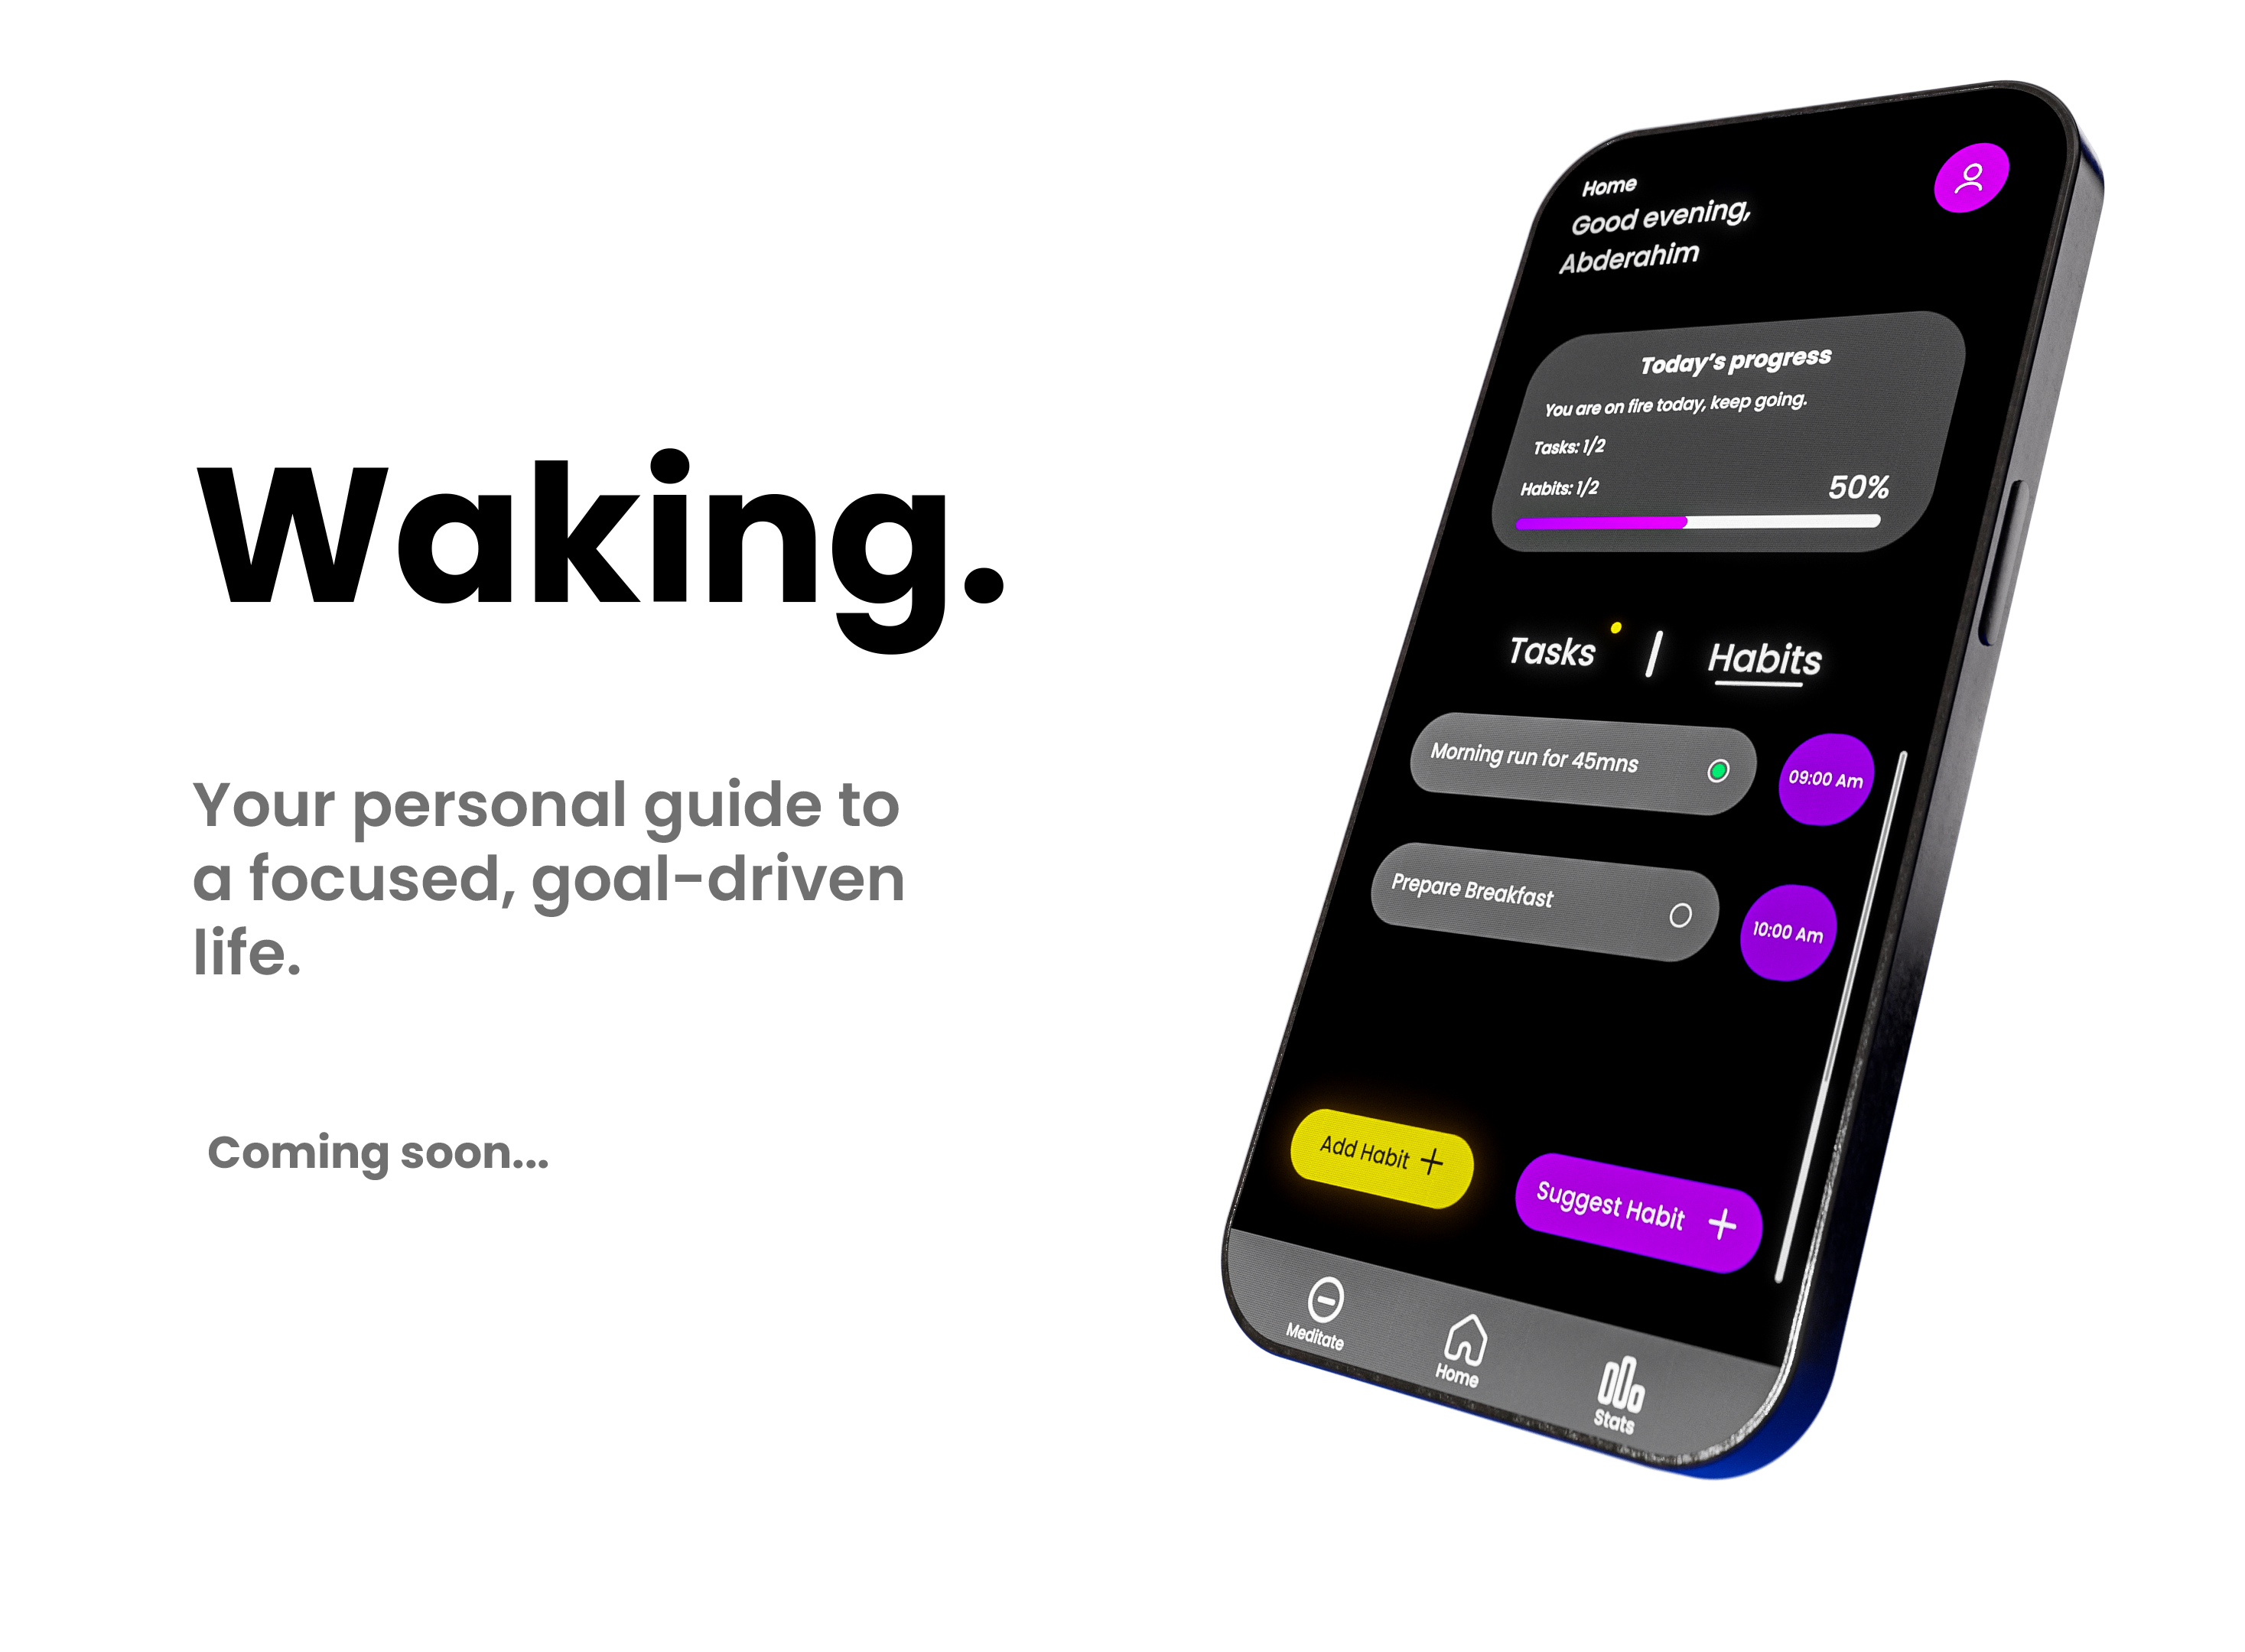 Waking.
Your personal guide to
a focused, goal-driven
life.
Coming soon...
Home
Good evening,
Abderahim
Today's progress
You are on fire today, keep going.
Tasks: 1/2
Habits: 1/2
50%
Tasks
Habits
Morning run for 45mns
09:00 Am
Prepare Breakfast
10:00 Am
Add Habit +
Suggest Habit +
Meditate
Home
Stats